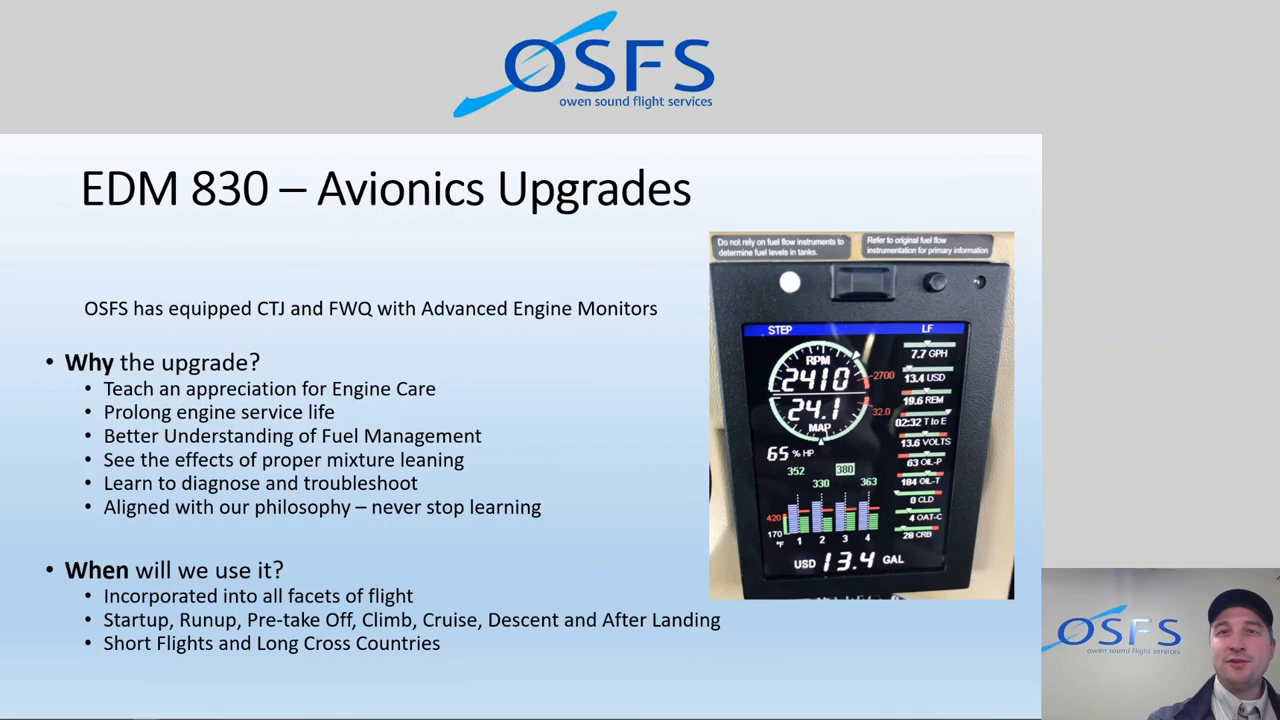 OSFS
owen sound flight services
EDM 830 – Avionics Upgrades
Do not rely on fuel flow instruments to
determine fuel levels in tanks.
Refer to original fuel flow
instrumentation for primary information
OSFS has equipped CTJ and FWQ with Advanced Engine Monitors
• Why the upgrade?
• Teach an appreciation for Engine Care
• Prolong engine service life
• Better Understanding of Fuel Management
• See the effects of proper mixture leaning
• Learn to diagnose and troubleshoot
• Aligned with our philosophy – never stop learning
• When will we use it?
• Incorporated into all facets of flight
• Startup, Runup, Pre-take Off, Climb, Cruise, Descent and After Landing
• Short Flights and Long Cross Countries
STEP
LF
RPM
2410
2700
24.1
32.0
MAP
65 % HP
352
330
380
363
420
170
°F
1 2 3 4
USD 13.4 GAL
7.7 GPH
13.4 USD
19.6 REM
02:32 T to E
13.6 VOLTS
63 OIL-P
184 OIL-T
0 CLD
4 OAT-C
28 CRB
OSFS
owen sound flight services